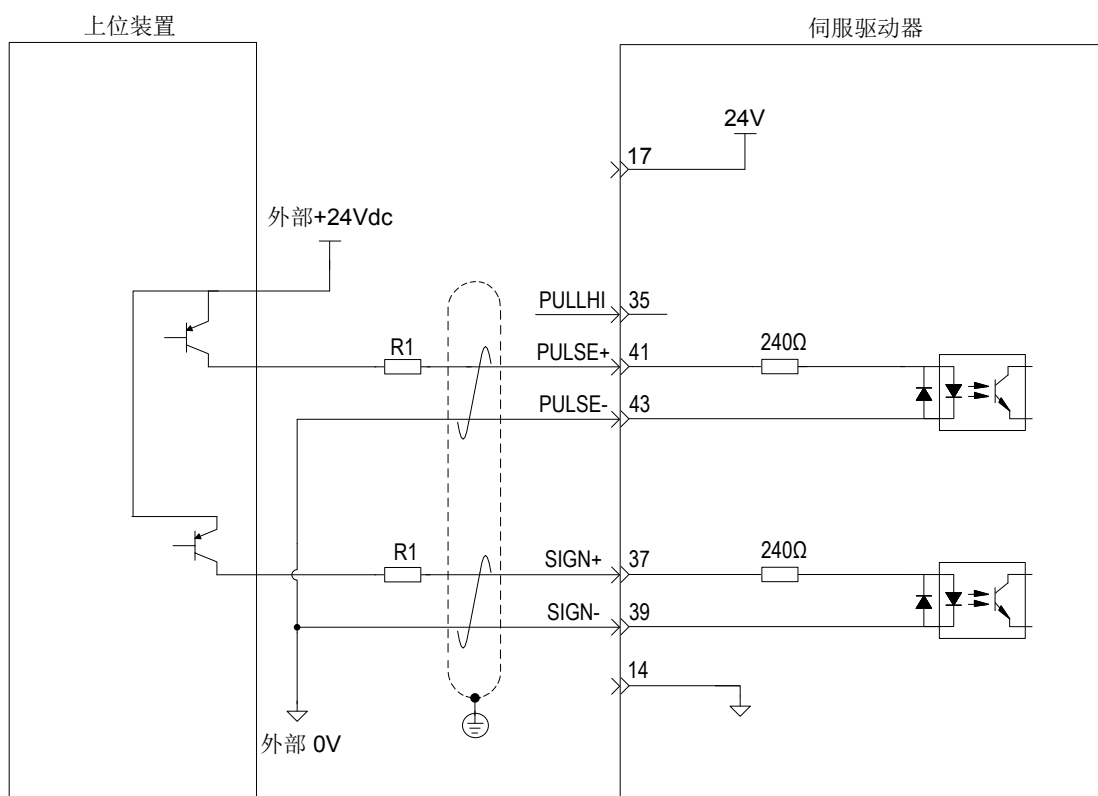 上位装置
伺服驱动器
24V
17
外部+24Vdc
PULLHI 35
R1
PULSE+ 41
240Ω
PULSE- 43
R1
SIGN+ 37
240Ω
SIGN- 39
14
外部 0V